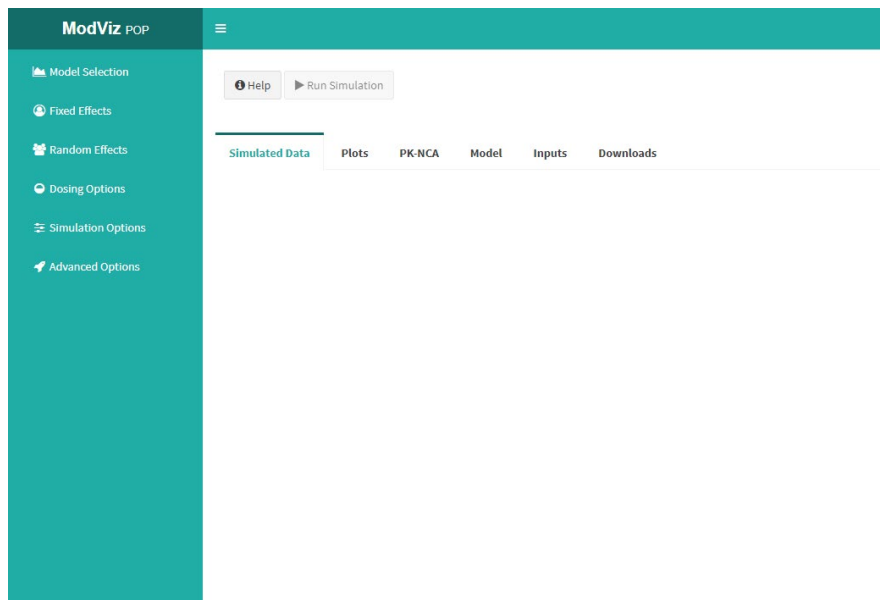 ModViz POP
Model Selection
Fixed Effects
Random Effects
Dosing Options
Simulation Options
Advanced Options
Help Run Simulation
Simulated Data Plots PK-NCA Model Inputs Downloads